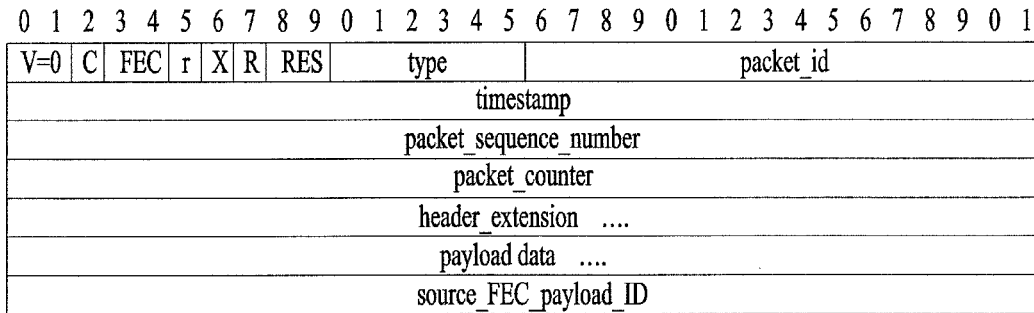 0 1 2 3 4 5 6 7 8 9 0 1 2 3 4 5 6 7 8 9 0 1 2 3 4 5 6 7 8 9 0 1
V=0 C FEC r X R RES type packet_id
timestamp
packet_sequence_number
packet_counter
header_extension ....
payload data ....
source_FEC_payload_ID